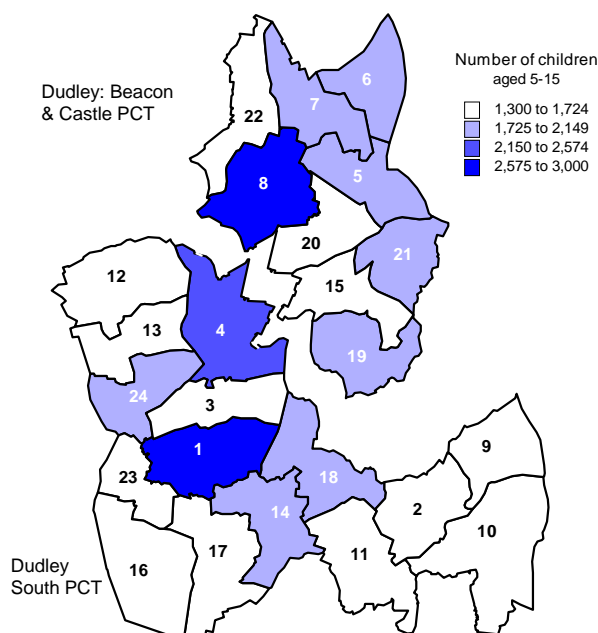 Number of children
aged 5-15
1,300 to 1,724
1,725 to 2,149
2,150 to 2,574
2,575 to 3,000
Dudley: Beacon
& Castle PCT
6
7
22
5
8
20
21
12
15
13
4
19
24
3
9
1
23
18
2
14
10
17
11
16
Dudley
South PCT